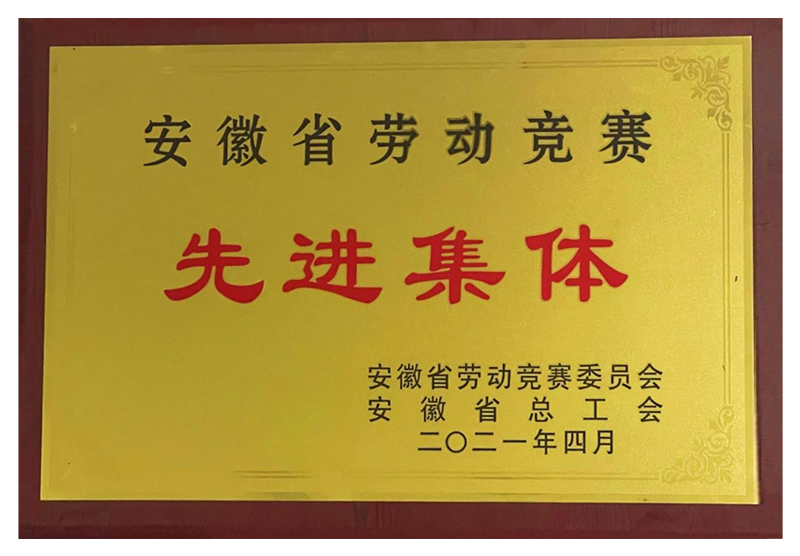 安徽省劳动竞赛
先进集体
安徽省劳动竞赛委员会
安徽省总工会
二〇二一年四月